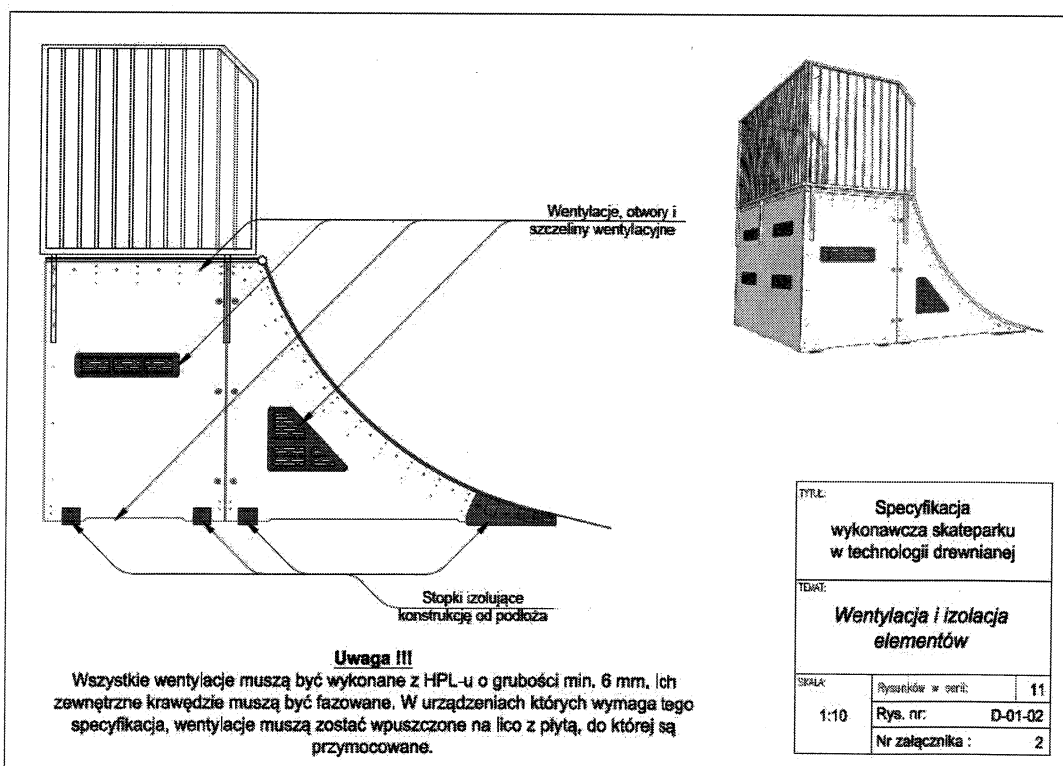 Wentylacje, otwory i
szczeliny wentylacyjne
Stopki izolujące
konstrukcję od podłoża
Uwaga !!!
Wszystkie wentylacje muszą być wykonane z HPL-u o grubości min. 6 mm. Ich
zewnętrzne krawędzie muszą być fazowane. W urządzeniach których wymaga tego
specyfikacja, wentylacje muszą zostać wpuszczone na lico z płytą, do której są
przymocowane.
TYTUŁ:
Specyfikacja
wykonawcza skateparku
w technologii drewnianej
TEMAT:
Wentylacja i izolacja
elementów
SKALA:
1:10
Rysunków w serii: 11
Rys. nr: D-01-02
Nr załącznika : 2